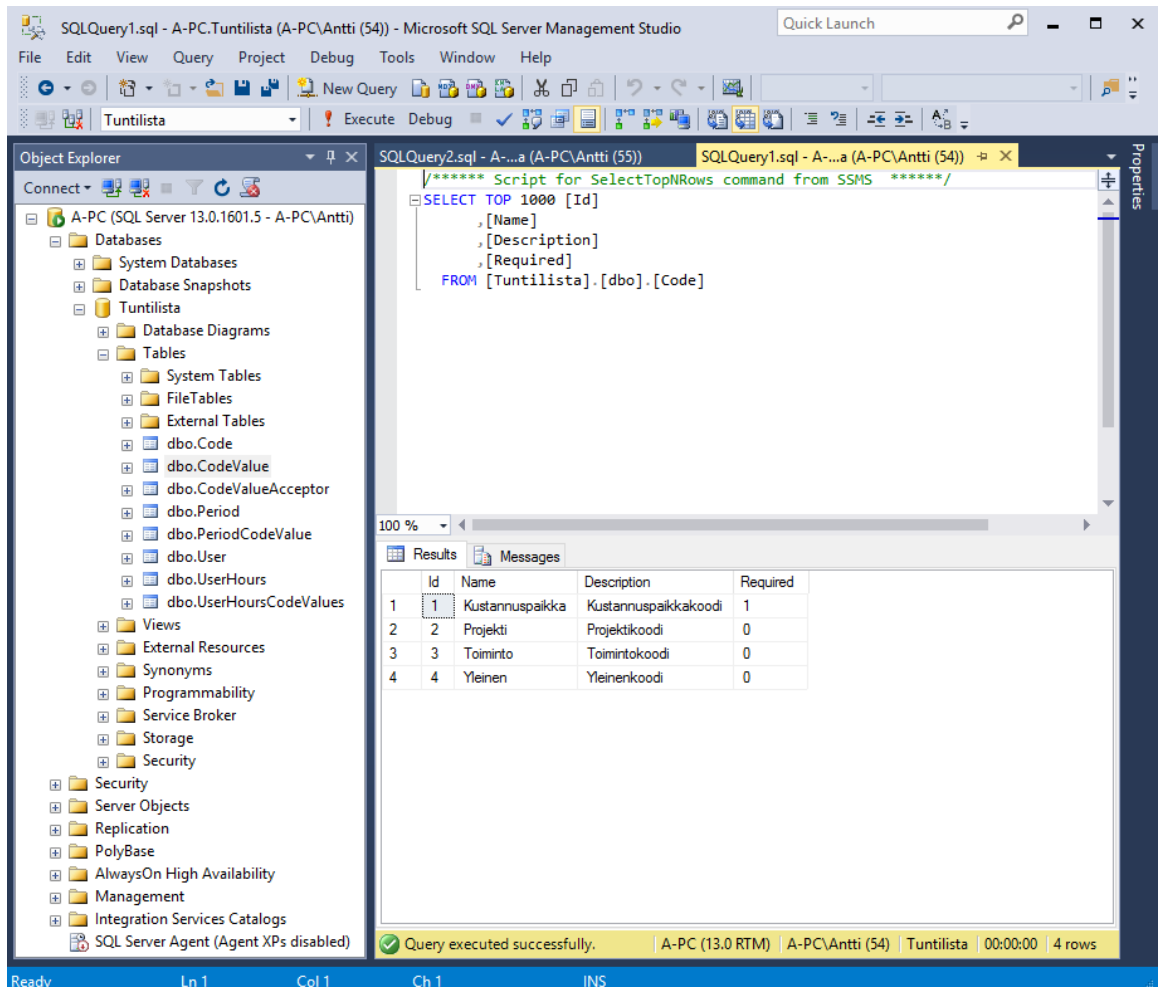 SQLQuery1.sql - A-PC.Tuntilista (A-PC\Antti (54)) - Microsoft SQL Server Management Studio
Quick Launch
File Edit View Query Project Debug Tools Window Help
New Query
Tuntilista
Execute Debug
Object Explorer
Connect
A-PC (SQL Server 13.0.1601.5 - A-PC\Antti)
Databases
System Databases
Database Snapshots
Tuntilista
Database Diagrams
Tables
System Tables
FileTables
External Tables
dbo.Code
dbo.CodeValue
dbo.CodeValueAcceptor
dbo.Period
dbo.PeriodCodeValue
dbo.User
dbo.UserHours
dbo.UserHoursCodeValues
Views
External Resources
Synonyms
Programmability
Service Broker
Storage
Security
Security
Server Objects
Replication
PolyBase
AlwaysOn High Availability
Management
Integration Services Catalogs
SQL Server Agent (Agent XPs disabled)
SQLQuery2.sql - A-...a (A-PC\Antti (55))
SQLQuery1.sql - A-...a (A-PC\Antti (54))
/****** Script for SelectTopNRows command from SSMS  ******/
SELECT TOP 1000 [Id]
,[Name]
,[Description]
,[Required]
FROM [Tuntilista].[dbo].[Code]
Properties
100 %
Results Messages
Id Name Description Required
1 1 Kustannuspaikka Kustannuspaikkakoodi 1
2 2 Projekti Projektikoodi 0
3 3 Toiminto Toimintokoodi 0
4 4 Yleinen Yleinenkoodi 0
Query executed successfully. A-PC (13.0 RTM) A-PC\Antti (54) Tuntilista 00:00:00 4 rows
Ready Ln 1 Col 1 Ch 1 INS